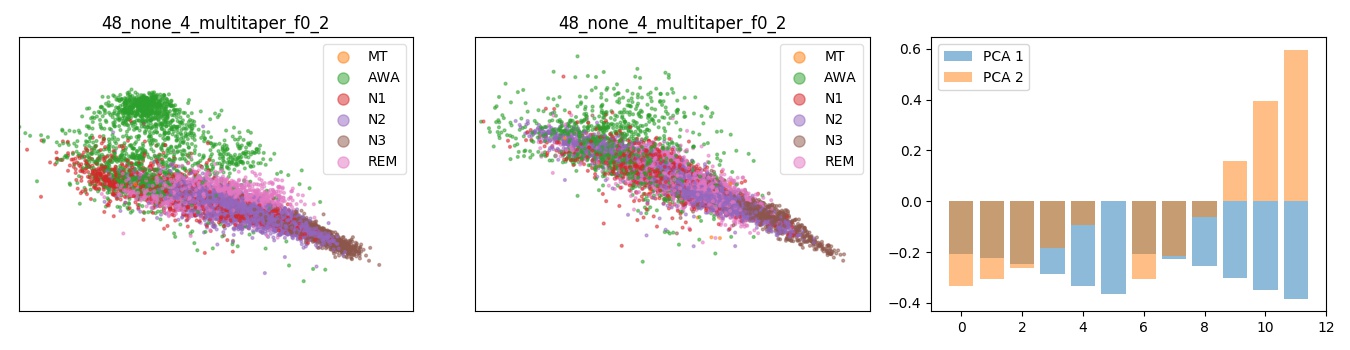 48_none_4_multitaper_f0_2
MT
AWA
N1
N2
N3
REM
48_none_4_multitaper_f0_2
MT
AWA
N1
N2
N3
REM
PCA 1
PCA 2
0.6
0.4
0.2
0.0
−0.2
−0.4
0 2 4 6 8 10 12